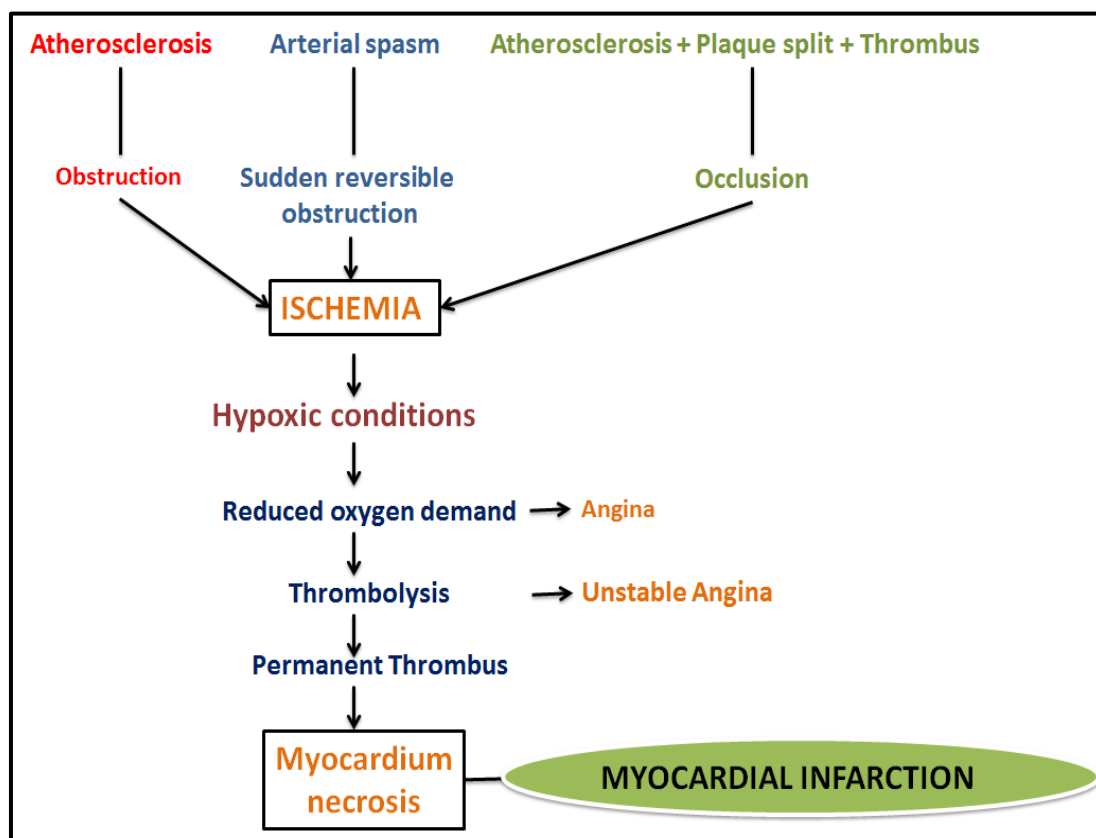 Atherosclerosis
Arterial spasm
Atherosclerosis + Plaque split + Thrombus
Obstruction
Sudden reversible
obstruction
Occlusion
ISCHEMIA
Hypoxic conditions
Reduced oxygen demand
Angina
Thrombolysis
Unstable Angina
Permanent Thrombus
Myocardium
necrosis
MYOCARDIAL INFARCTION